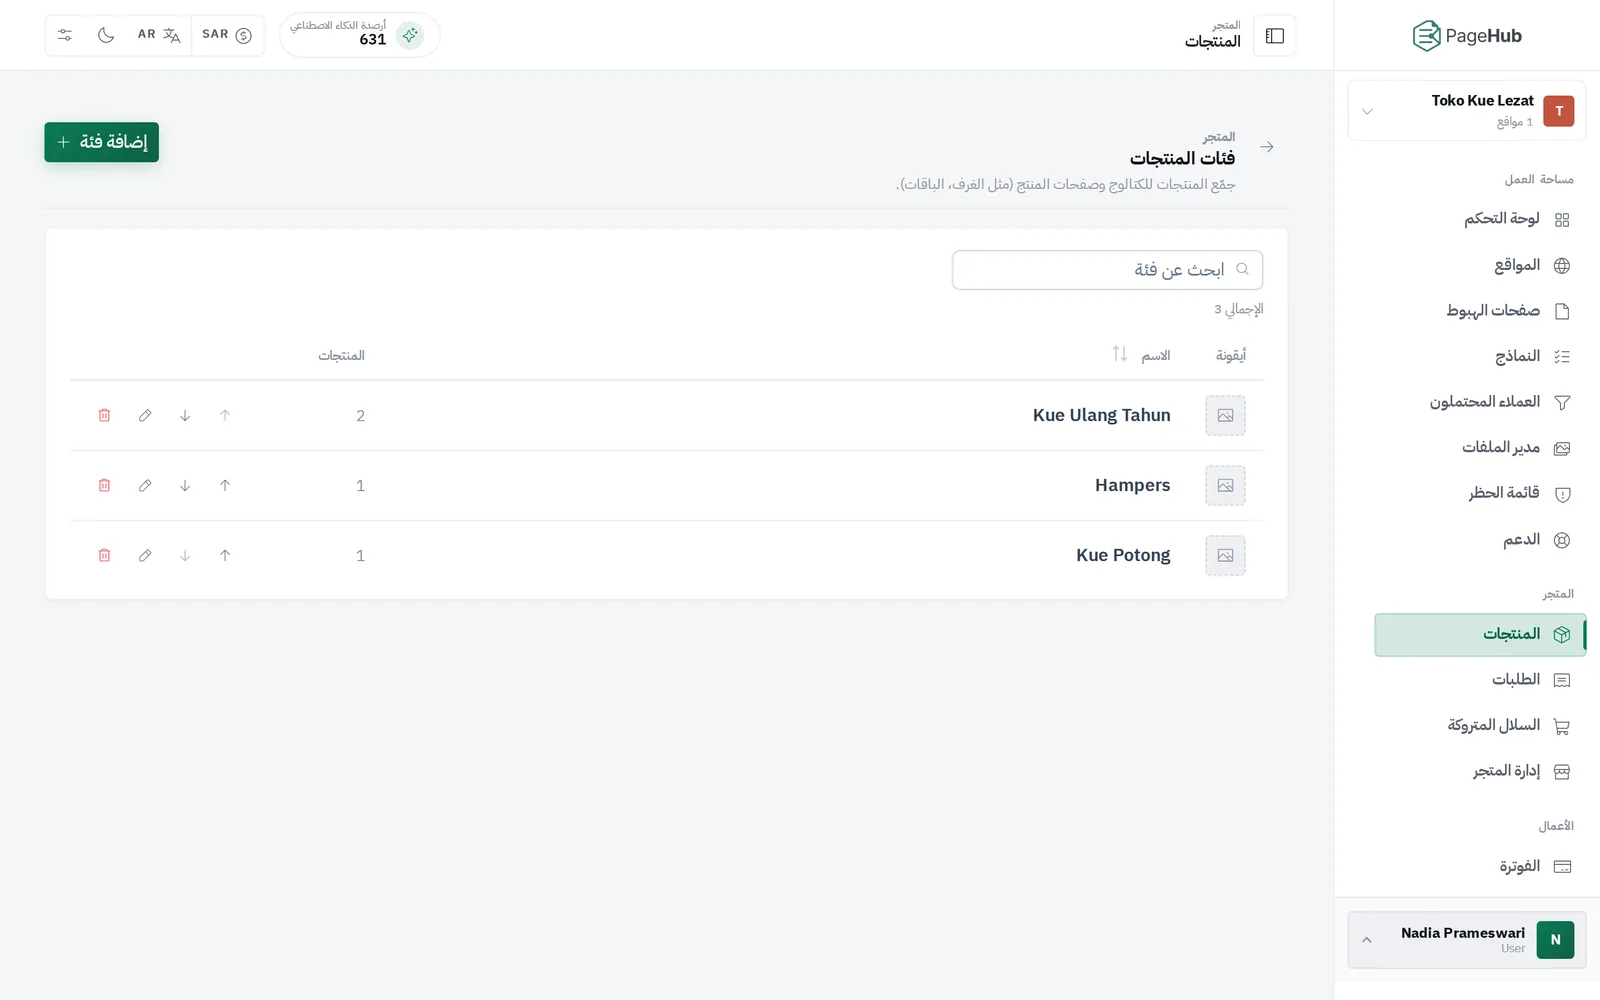 PageHub
Toko Kue Lezat
T
1 مواقع
مساحة العمل
لوحة التحكم
المواقع
صفحات الهبوط
النماذج
العملاء المحتملون
مدير الملفات
قائمة الحظر
الدعم
المتجر
المنتجات
الطلبات
السلال المتروكة
إدارة المتجر
الأعمال
الفوترة
Nadia Prameswari
User
N
المتجر
المنتجات
أرصدة الذكاء الاصطناعي
631
SAR
AR
المتجر
فئات المنتجات
جمّع المنتجات للكتالوج وصفحات المنتج (مثل الغرف، الباقات).
إضافة فئة
ابحث عن فئة
الإجمالي 3
أيقونة الاسم المنتجات
Kue Ulang Tahun 2
Hampers 1
Kue Potong 1